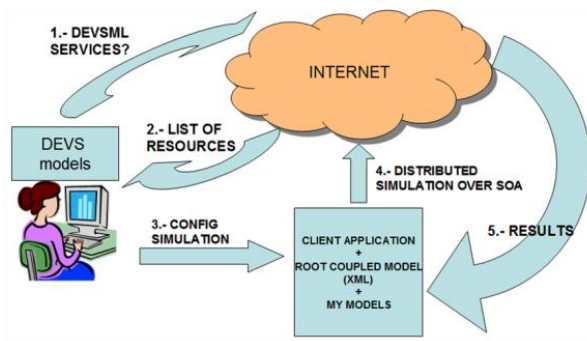 1.- DEVSML
SERVICES?
INTERNET
DEVS
models
2.- LIST OF
RESOURCES
4.- DISTRIBUTED
SIMULATION OVER SOA
3.- CONFIG
SIMULATION
5.- RESULTS
CLIENT APPLICATION
+
ROOT COUPLED MODEL
(XML)
+
MY MODELS